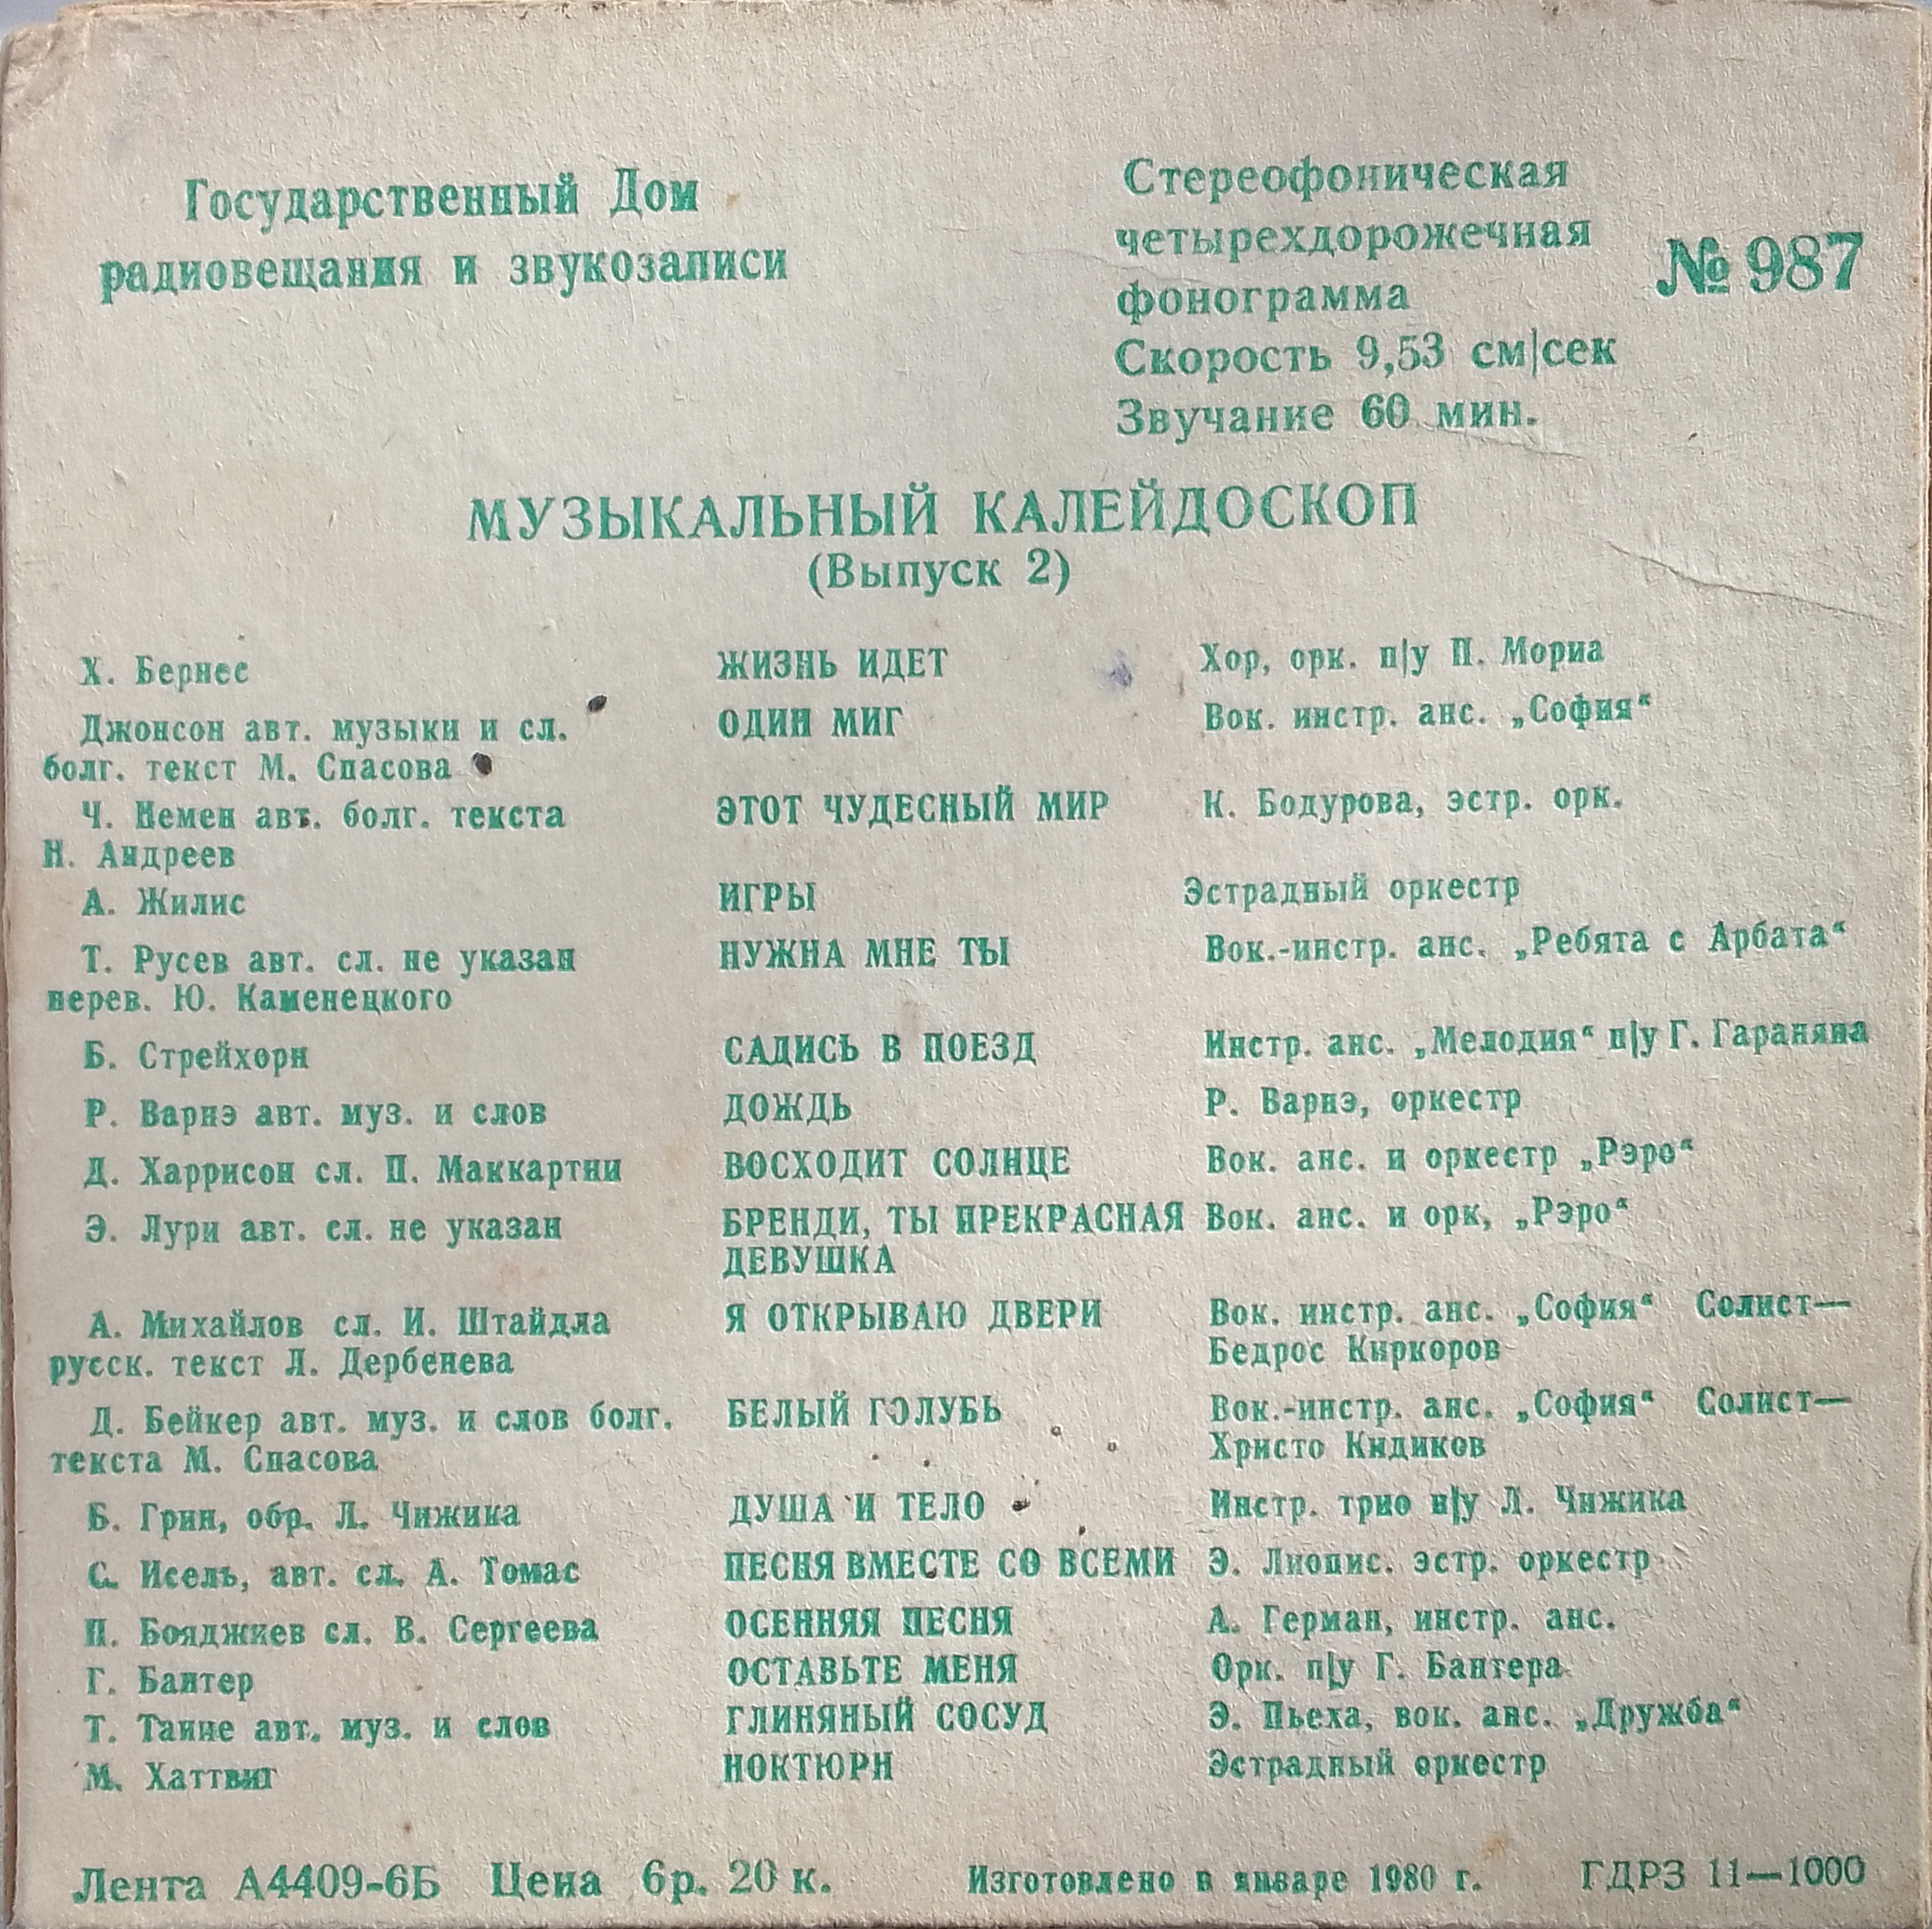 Государственный Дом
радиовещания и звукозаписи
Стереофоническая
четырехдорожечная
фонограмма
Скорость 9,53 см|сек
Звучание 60 мин.
№ 987
МУЗЫКАЛЬНЫЙ КАЛЕЙДОСКОП
(Выпуск 2)
Х. Бернес ЖИЗНЬ ИДЕТ Хор, орк. п|у П. Мориа
Джонсон авт. музыки и сл. ОДИН МИГ Вок. инстр. анс. „София“
болг. текст М. Спасова
Ч. Немен авт. болг. текста ЭТОТ ЧУДЕСНЫЙ МИР К. Бодурова, эстр. орк.
Н. Андреев
А. Жилис ИГРЫ Эстрадный оркестр
Т. Русев авт. сл. не указан НУЖНА МНЕ ТЫ Вок.-инстр. анс. „Ребята с Арбата“
перев. Ю. Каменецкого
Б. Стрейхорн САДИСЬ В ПОЕЗД Инстр. анс. „Мелодия“ п|у Г. Гараняна
Р. Варнэ авт. муз. и слов ДОЖДЬ Р. Варнэ, оркестр
Д. Харрисон сл. П. Маккартни ВОСХОДИТ СОЛНЦЕ Вок. анс. и оркестр „Рэро“
Э. Лури авт. сл. не указан БРЕНДИ, ТЫ ПРЕКРАСНАЯ Вок. анс. и орк, „Рэро“
ДЕВУШКА
А. Михайлов сл. И. Штайдла Я ОТКРЫВАЮ ДВЕРИ Вок. инстр. анс. „София“ Солист—
русск. текст Л. Дербенева Бедрос Киркоров
Д. Бейкер авт. муз. и слов болг. БЕЛЫЙ ГОЛУБЬ Вок.-инстр. анс. „София“ Солист—
текста М. Спасова Христо Кидиков
Б. Грин, обр. Л. Чижика ДУША И ТЕЛО Инстр. трио п|у Л. Чижика
С. Исель, авт. сл. А. Томас ПЕСНЯ ВМЕСТЕ СО ВСЕМИ Э. Лиопис. эстр. оркестр
П. Бояджиев сл. В. Сергеева ОСЕННЯЯ ПЕСНЯ А. Герман, инстр. анс.
Г. Бантер ОСТАВЬТЕ МЕНЯ Орк. п|у Г. Бантера
Т. Тание авт. муз. и слов ГЛИНЯНЫЙ СОСУД Э. Пьеха, вок. анс. „Дружба“
М. Хаттвиг НОКТЮРН Эстрадный оркестр
Лента А4409-6Б Цена 6р. 20 к. Изготовлено в январе 1980 г. ГДРЗ 11—1000